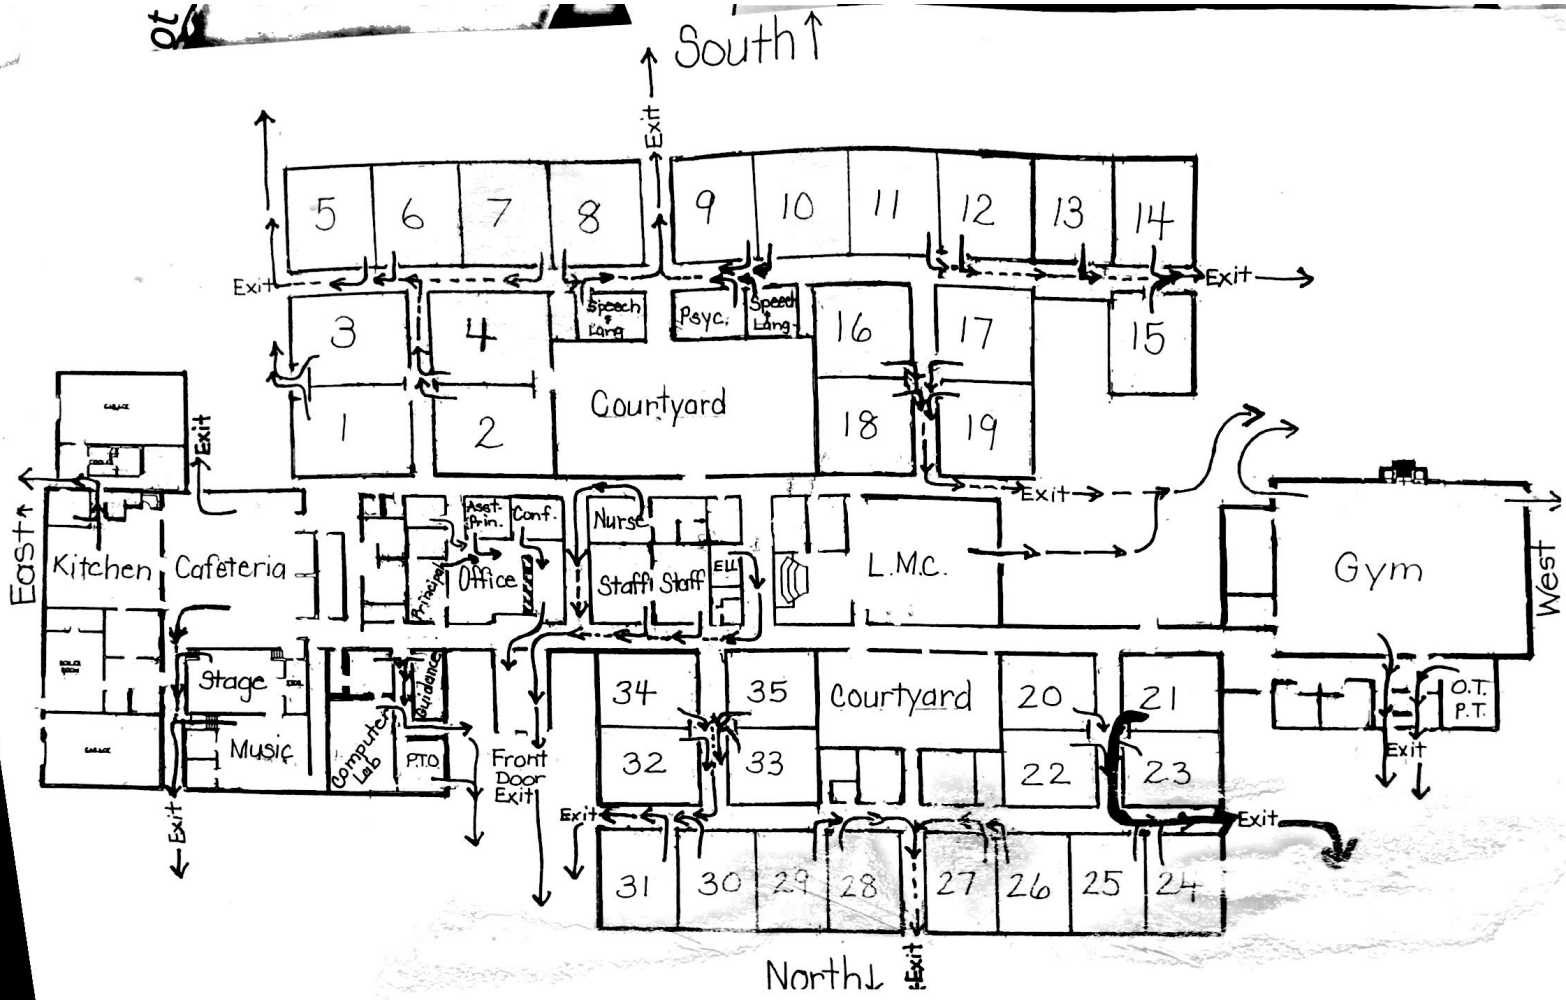 ot
South↑
Exit
5 6 7 8 9 10 11 12 13 14
Exit
Exit
3 4
Speech
&
Lang
Psyc.
Speech
&
Lang.
16 17 15
1 2
Courtyard
18 19
Exit
Exit
East↑
Kitchen
Cafeteria
Principal
Asst.
Prin.
Conf.
Office
Nurse
Staff
Staff
ELL
L.M.C.
Gym
West
Stage
Music
Guidance
Computer
Lab
P.T.O.
Front
Door
Exit
34 35
Courtyard
20 21
O.T.
P.T.
32 33
22 23
Exit
Exit
Exit
Exit
31 30 29 28 27 26 25 24
North↓
Exit